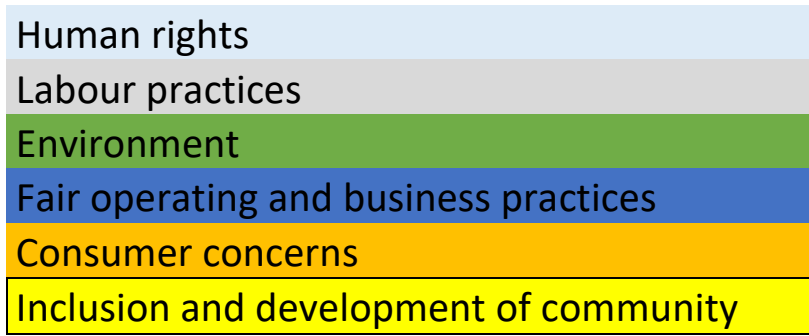 Human rights
Labour practices
Environment
Fair operating and business practices
Consumer concerns
Inclusion and development of community